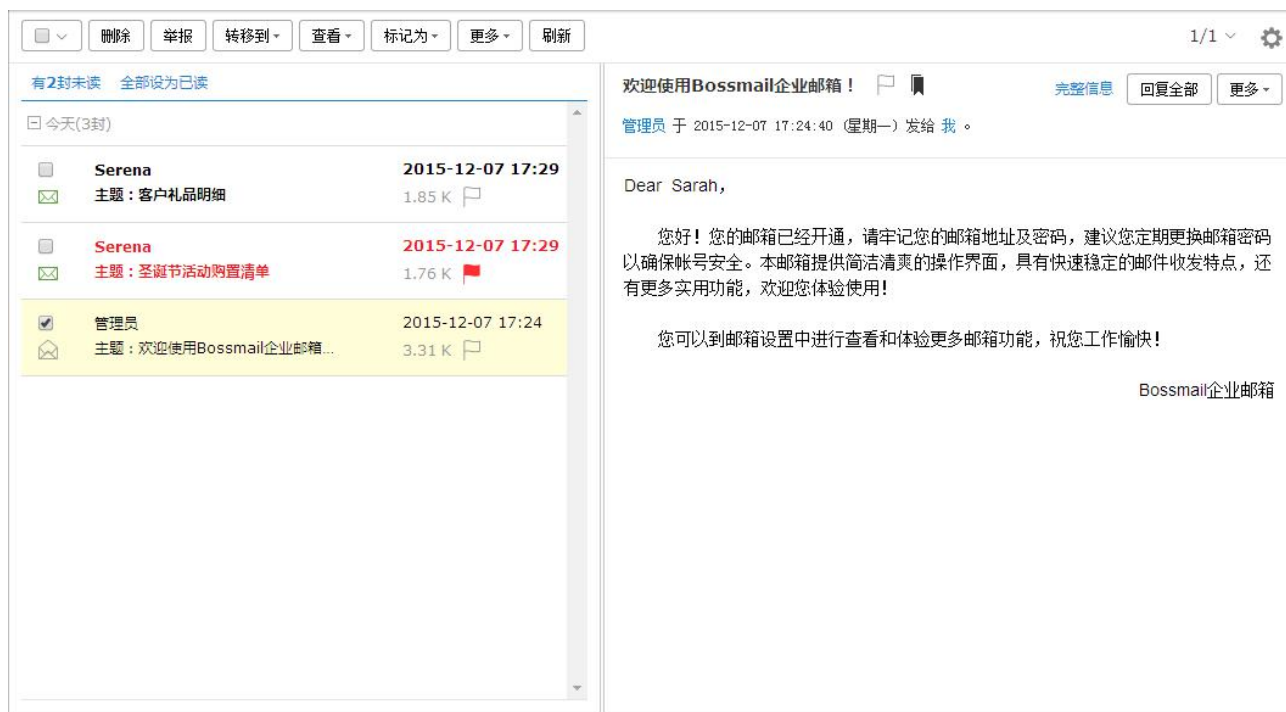 删除 举报 转移到 查看 标记为 更多 刷新 1/1
有2封未读 全部设为已读
今天(3封)
Serena 2015-12-07 17:29
主题：客户礼品明细 1.85 K
Serena 2015-12-07 17:29
主题：圣诞节活动购置清单 1.76 K
管理员 2015-12-07 17:24
主题：欢迎使用Bossmail企业邮箱... 3.31 K
欢迎使用Bossmail企业邮箱！ 完整信息 回复全部 更多
管理员 于 2015-12-07 17:24:40 (星期一) 发给 我 。
Dear Sarah，
您好！您的邮箱已经开通，请牢记您的邮箱地址及密码，建议您定期更换邮箱密码
以确保帐号安全。本邮箱提供简洁清爽的操作界面，具有快速稳定的邮件收发特点，还
有更多实用功能，欢迎您体验使用！
您可以到邮箱设置中进行查看和体验更多邮箱功能，祝您工作愉快！
Bossmail企业邮箱